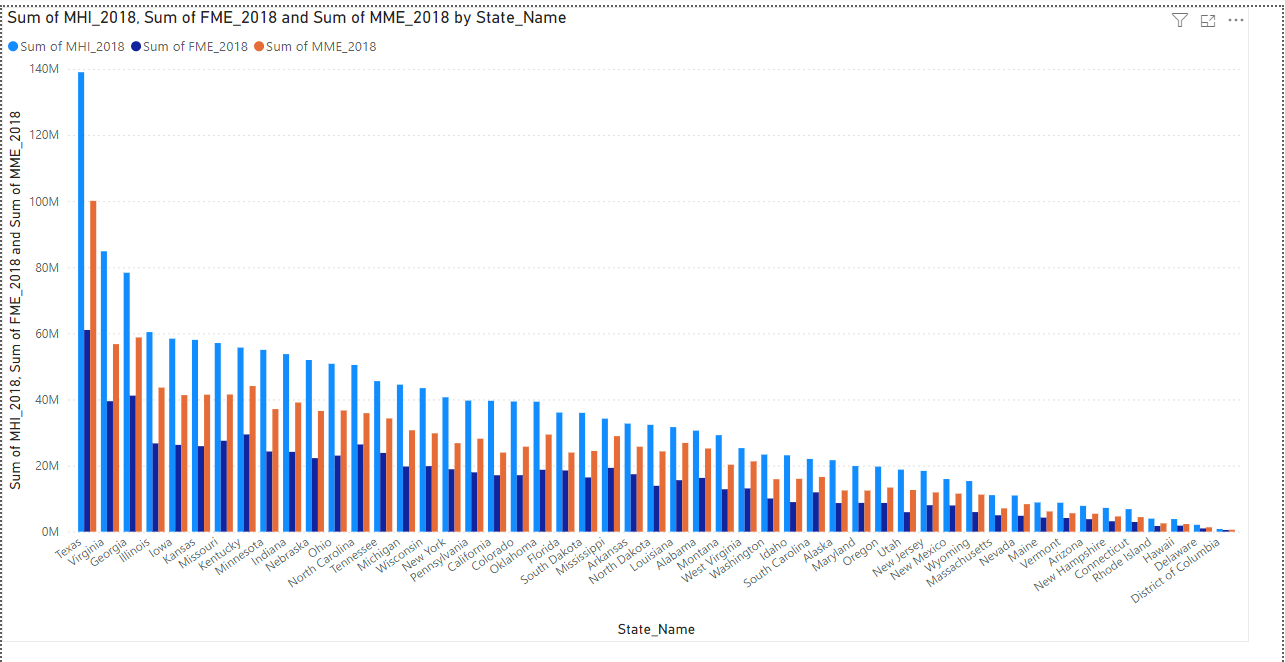 Sum of MHI_2018, Sum of FME_2018 and Sum of MME_2018 by State_Name
Sum of MHI_2018 Sum of FME_2018 Sum of MME_2018
Sum of MHI_2018, Sum of FME_2018 and Sum of MME_2018
140M
120M
100M
80M
60M
40M
20M
0M
Texas
Virginia
Georgia
Illinois
Iowa
Kansas
Missouri
Kentucky
Minnesota
Indiana
Nebraska
Ohio
North Carolina
Tennessee
Michigan
Wisconsin
New York
Pennsylvania
California
Colorado
Oklahoma
Florida
South Dakota
Mississippi
Arkansas
North Dakota
Louisiana
Alabama
Montana
West Virginia
Washington
Idaho
South Carolina
Alaska
Maryland
Oregon
Utah
New Jersey
New Mexico
Wyoming
Massachusetts
Nevada
Maine
Vermont
Arizona
New Hampshire
Connecticut
Rhode Island
Hawaii
Delaware
District of Columbia
State_Name